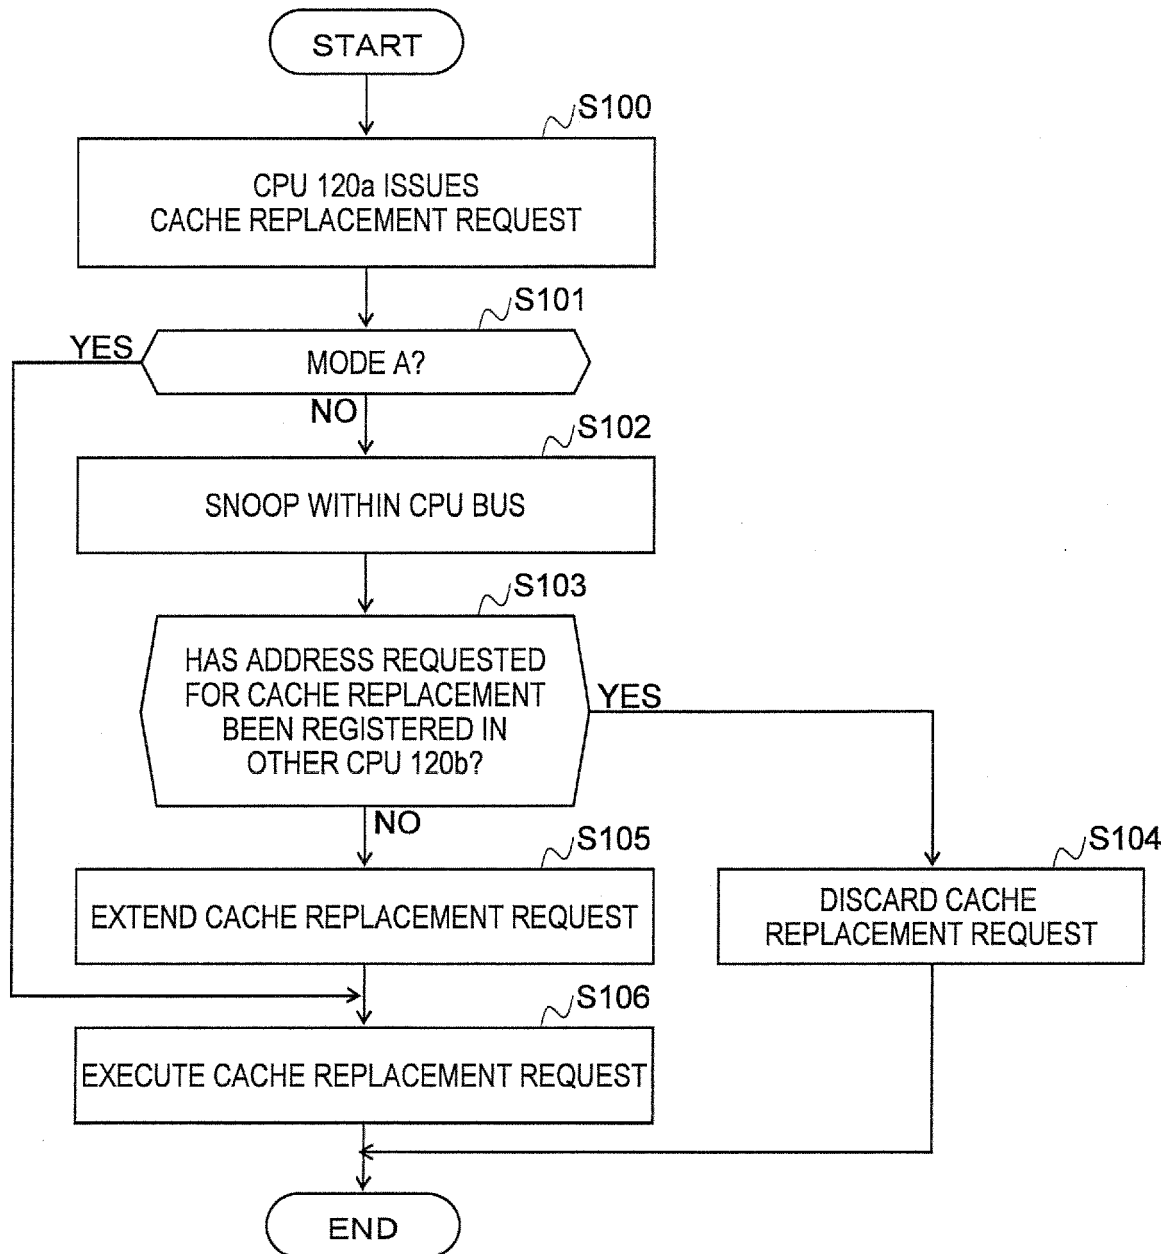 START
S100
CPU 120a ISSUES
CACHE REPLACEMENT REQUEST
S101
YES
MODE A?
NO
S102
SNOOP WITHIN CPU BUS
S103
HAS ADDRESS REQUESTED
FOR CACHE REPLACEMENT
BEEN REGISTERED IN
OTHER CPU 120b?
YES
NO
S105
EXTEND CACHE REPLACEMENT REQUEST
S104
DISCARD CACHE
REPLACEMENT REQUEST
S106
EXECUTE CACHE REPLACEMENT REQUEST
END